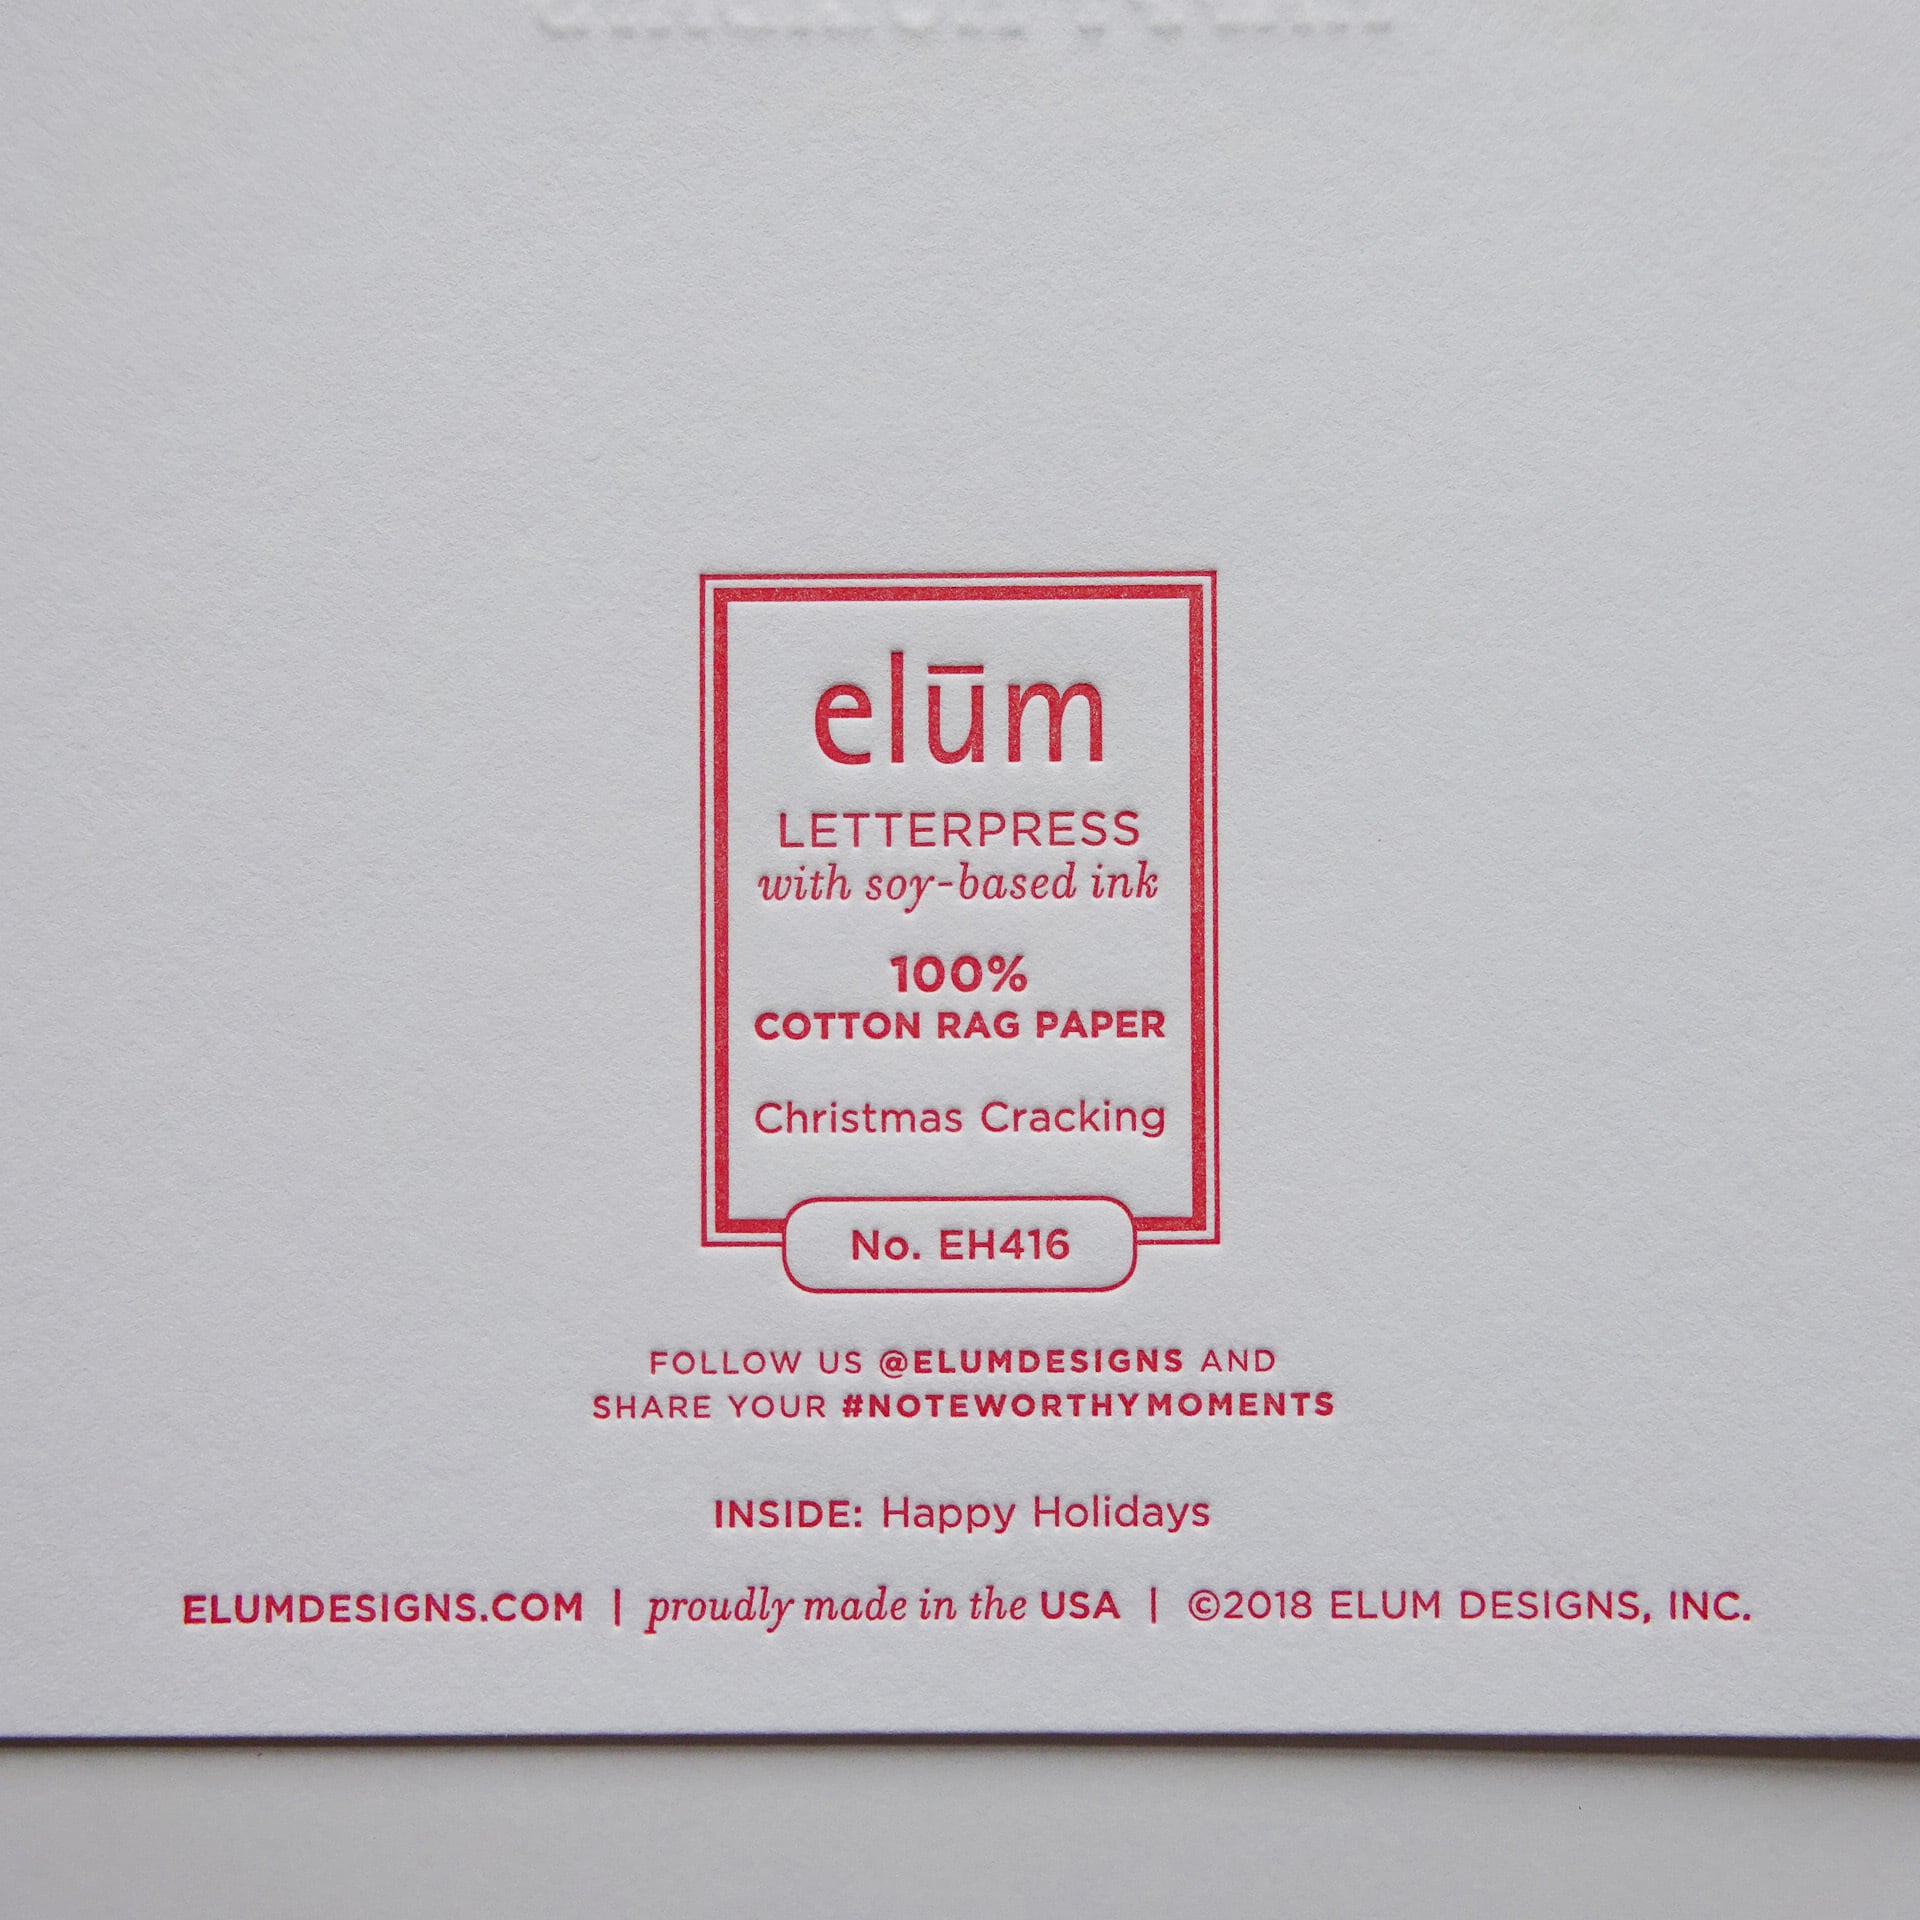 elūm
LETTERPRESS
with soy-based ink
100%
COTTON RAG PAPER
Christmas Cracking
No. EH416
FOLLOW US @ELUMDESIGNS AND
SHARE YOUR #NOTEWORTHYMOMENTS
INSIDE: Happy Holidays
ELUMDESIGNS.COM | proudly made in the USA | ©2018 ELUM DESIGNS, INC.